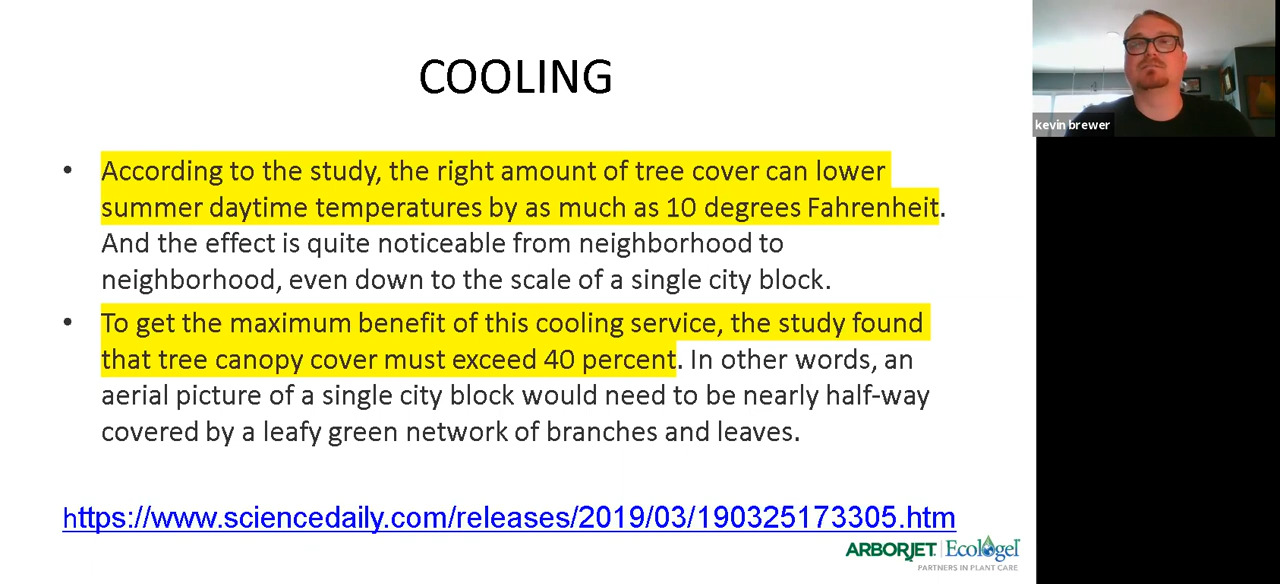 COOLING
• According to the study, the right amount of tree cover can lower
summer daytime temperatures by as much as 10 degrees Fahrenheit.
And the effect is quite noticeable from neighborhood to
neighborhood, even down to the scale of a single city block.
• To get the maximum benefit of this cooling service, the study found
that tree canopy cover must exceed 40 percent. In other words, an
aerial picture of a single city block would need to be nearly half-way
covered by a leafy green network of branches and leaves.
https://www.sciencedaily.com/releases/2019/03/190325173305.htm
ARBORJET | Ecologel
PARTNERS IN PLANT CARE
kevin brewer